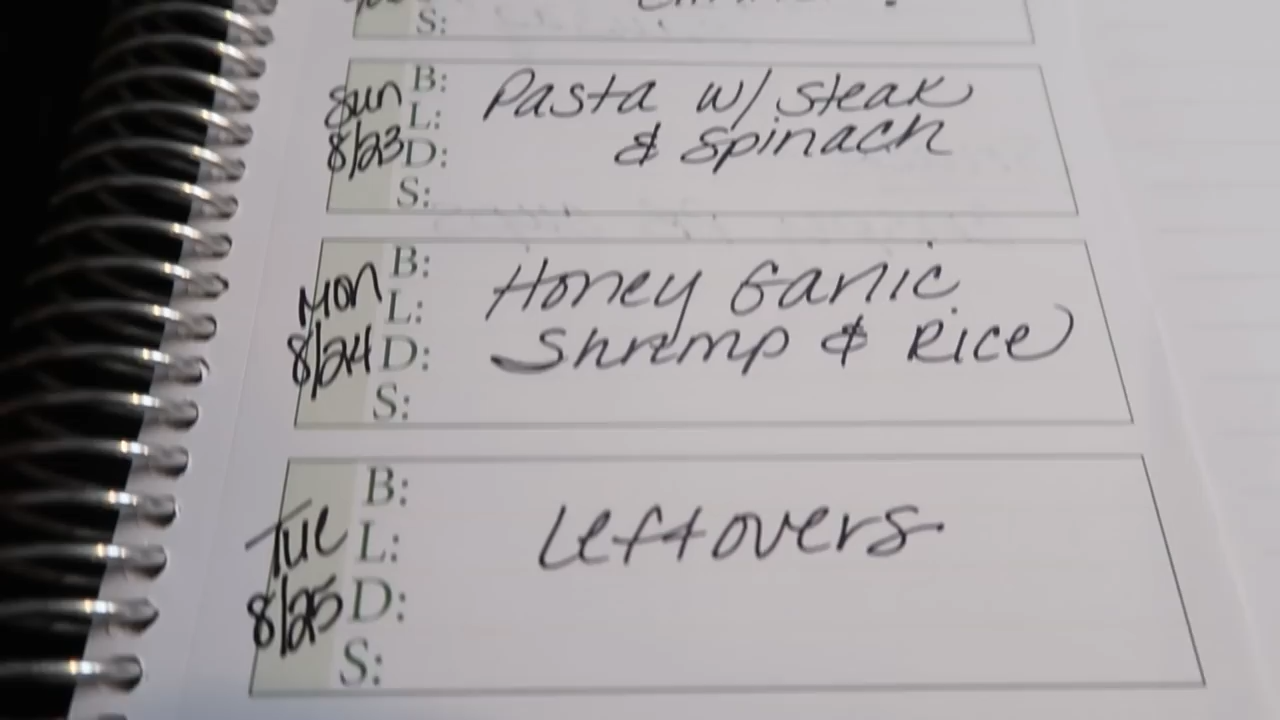 S:
Sun
8/23
B:
L:
D:
S:
Pasta w/ steak
& spinach
Mon
8/24
B:
L:
D:
S:
Honey Garlic
Shrimp & Rice
Tue
8/25
B:
L:
D:
S:
Leftovers